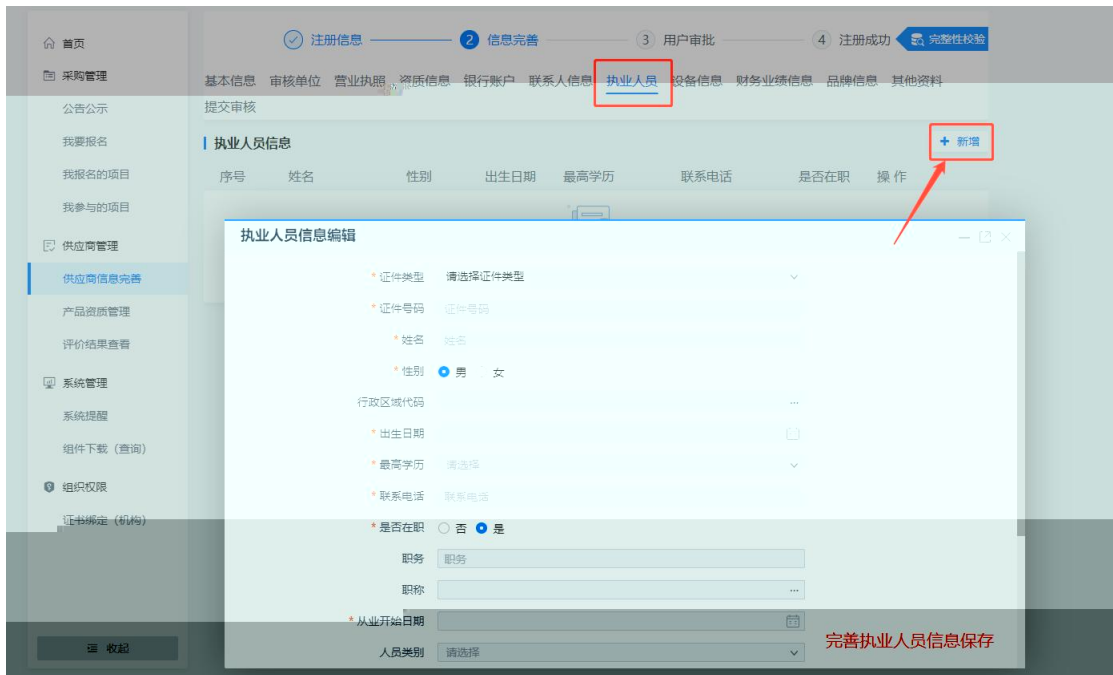 首页
采购管理
公告公示
我要报名
我报名的项目
我参与的项目
供应商管理
供应商信息完善
产品资质管理
评价结果查看
系统管理
系统提醒
组件下载（查询）
组织权限
证书绑定（机构）
收起
注册信息 2 信息完善 3 用户审批 4 注册成功 完整性校验
基本信息 审核单位 营业执照 资质信息 银行账户 联系人信息 执业人员 设备信息 财务业绩信息 品牌信息 其他资料
提交审核
执业人员信息 + 新增
序号 姓名 性别 出生日期 最高学历 联系电话 是否在职 操作
执业人员信息编辑
* 证件类型 请选择证件类型
* 证件号码 证件号码
* 姓名 姓名
* 性别 男 女
行政区域代码 ...
* 出生日期
* 最高学历 请选择
* 联系电话 联系电话
* 是否在职 否 是
职务 职务
职称 ...
* 从业开始日期
人员类别 请选择
完善执业人员信息保存